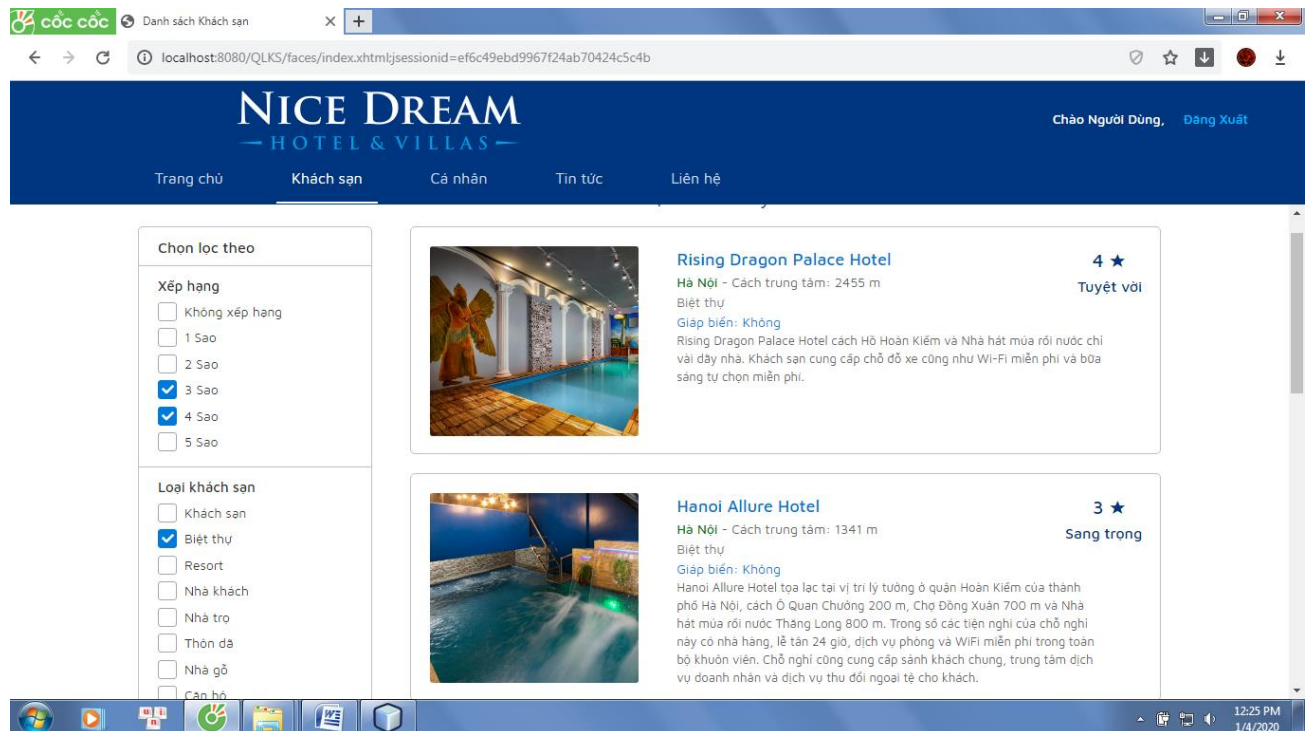 cốc cốc
Danh sách Khách sạn
localhost:8080/QLKS/faces/index.xhtml;jsessionid=ef6c49ebd9967f24ab70424c5c4b
NICE DREAM
HOTEL & VILLAS
Chào Người Dùng, Đăng Xuất
Trang chủ Khách sạn Cá nhân Tin tức Liên hệ
Chọn lọc theo
Xếp hạng
Không xếp hạng
1 Sao
2 Sao
3 Sao
4 Sao
5 Sao
Loại khách sạn
Khách sạn
Biệt thự
Resort
Nhà khách
Nhà trọ
Thôn dã
Nhà gỗ
Căn hộ
Rising Dragon Palace Hotel
4 ★
Hà Nội - Cách trung tâm: 2455 m
Tuyệt vời
Biệt thự
Giáp biển: Không
Rising Dragon Palace Hotel cách Hồ Hoàn Kiếm và Nhà hát múa rối nước chỉ
vài dãy nhà. Khách sạn cung cấp chỗ đỗ xe cũng như Wi-Fi miễn phí và bữa
sáng tự chọn miễn phí.
Hanoi Allure Hotel
3 ★
Hà Nội - Cách trung tâm: 1341 m
Sang trọng
Biệt thự
Giáp biển: Không
Hanoi Allure Hotel tọa lạc tại vị trí lý tưởng ở quận Hoàn Kiếm của thành
phố Hà Nội, cách Ô Quan Chưởng 200 m, Chợ Đồng Xuân 700 m và Nhà
hát múa rối nước Thăng Long 800 m. Trong số các tiện nghi của chỗ nghỉ
này có nhà hàng, lễ tân 24 giờ, dịch vụ phòng và WiFi miễn phí trong toàn
bộ khuôn viên. Chỗ nghỉ cũng cung cấp sảnh khách chung, trung tâm dịch
vụ doanh nhân và dịch vụ thu đổi ngoại tệ cho khách.
12:25 PM
1/4/2020